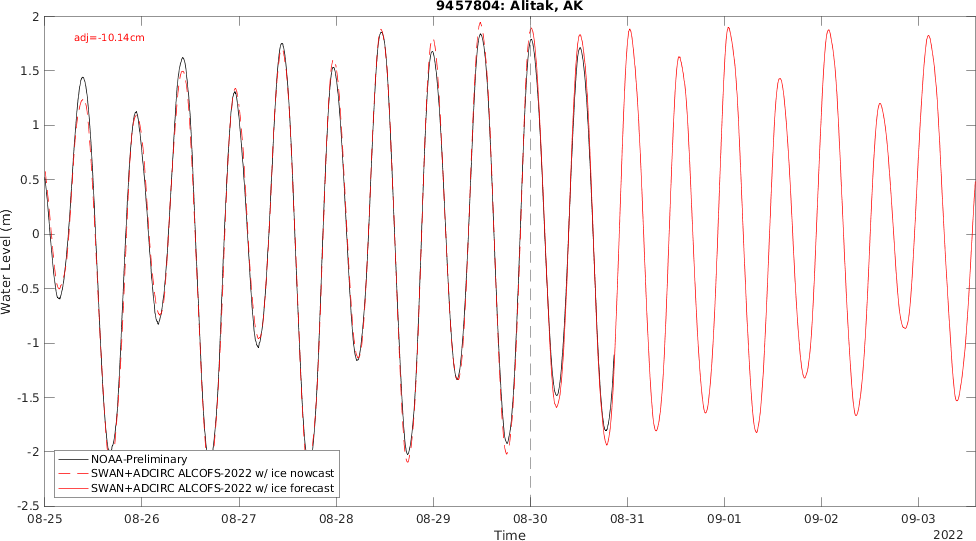 9457804: Alitak, AK
adj=-10.14cm
2
1.5
1
0.5
0
-0.5
-1
-1.5
-2
-2.5
Water Level (m)
NOAA-Preliminary
SWAN+ADCIRC ALCOFS-2022 w/ ice nowcast
SWAN+ADCIRC ALCOFS-2022 w/ ice forecast
08-25 08-26 08-27 08-28 08-29 08-30 08-31 09-01 09-02 09-03
Time
2022